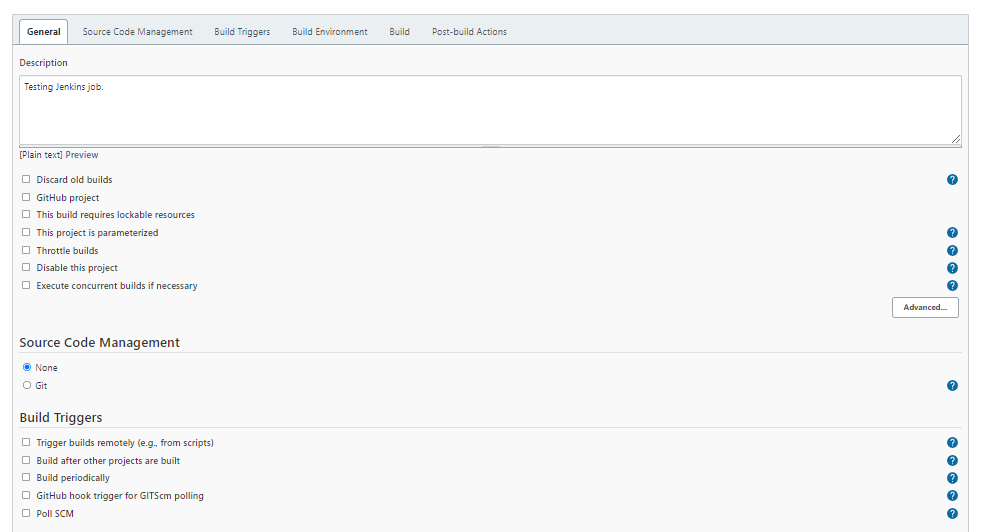 General Source Code Management Build Triggers Build Environment Build Post-build Actions
Description
Testing Jenkins job.
[Plain text] Preview
Discard old builds ?
GitHub project
This build requires lockable resources
This project is parameterized ?
Throttle builds ?
Disable this project ?
Execute concurrent builds if necessary ?
Advanced...
Source Code Management
None
Git ?
Build Triggers
Trigger builds remotely (e.g., from scripts) ?
Build after other projects are built ?
Build periodically ?
GitHub hook trigger for GITScm polling ?
Poll SCM ?